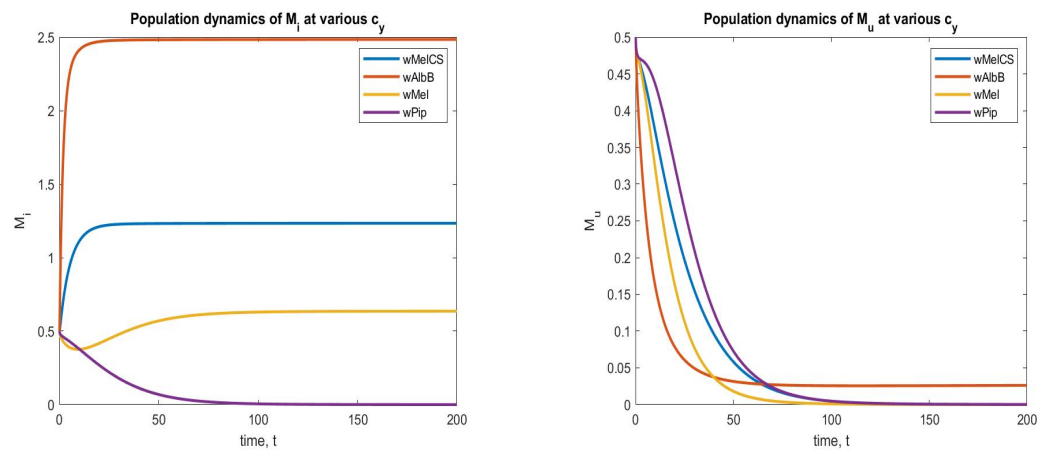 Population dynamics of M_i at various c_y
2.5
2
1.5
1
0.5
0
M_i
0
50
100
150
200
time, t
wMelCS
wAlbB
wMel
wPip
Population dynamics of M_u at various c_y
0.5
0.45
0.4
0.35
0.3
0.25
0.2
0.15
0.1
0.05
0
M_u
0
50
100
150
200
time, t
wMelCS
wAlbB
wMel
wPip